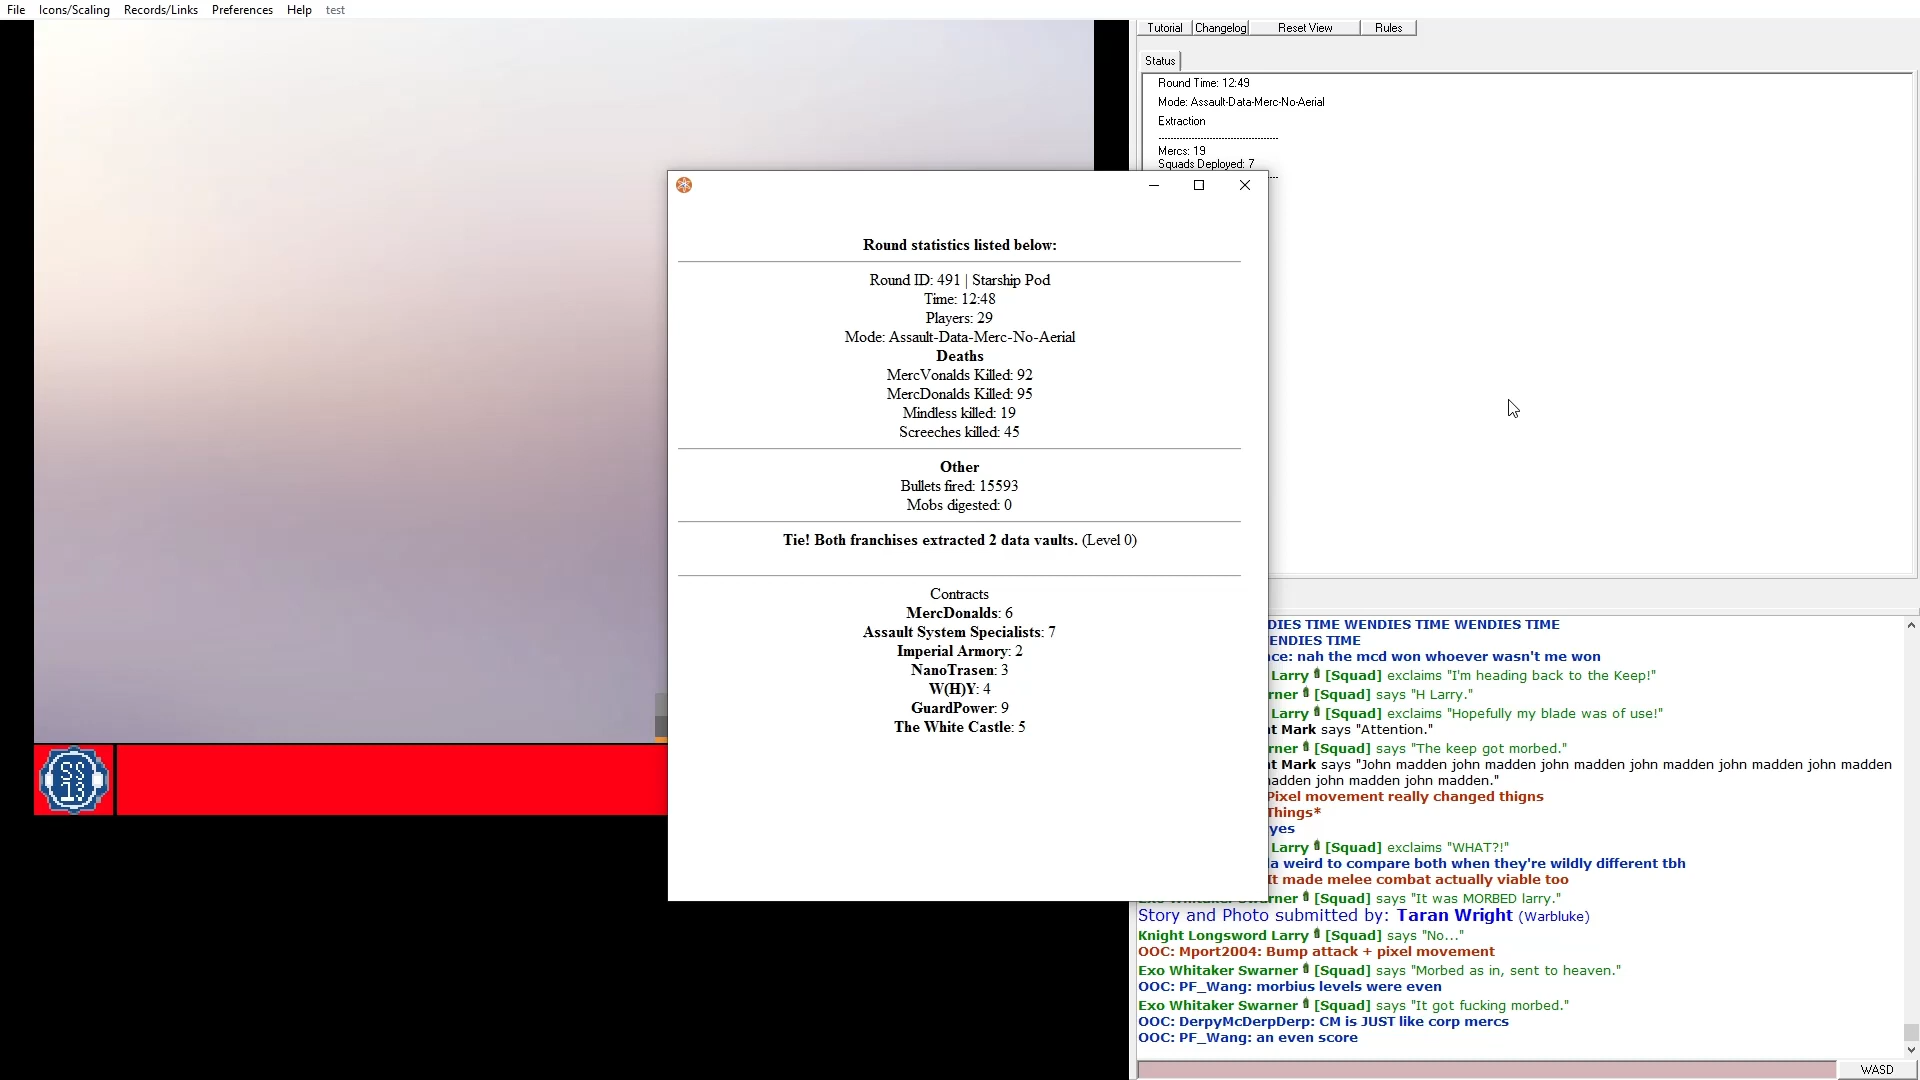 File Icons/Scaling Records/Links Preferences Help test
Tutorial Changelog Reset View Rules
Status
Round Time: 12:49
Mode: Assault-Data-Merc-No-Aerial
Extraction
Mercs: 19
Squads Deployed: 7
Round statistics listed below:
Round ID: 491 | Starship Pod
Time: 12:48
Players: 29
Mode: Assault-Data-Merc-No-Aerial
Deaths
MercVonalds Killed: 92
MercDonalds Killed: 95
Mindless killed: 19
Screeches killed: 45
Other
Bullets fired: 15593
Mobs digested: 0
Tie! Both franchises extracted 2 data vaults. (Level 0)
Contracts
MercDonalds: 6
Assault System Specialists: 7
Imperial Armory: 2
NanoTrasen: 3
W(H)Y: 4
GuardPower: 9
The White Castle: 5
SS
13
DIES TIME WENDIES TIME WENDIES TIME
ENDIES TIME
ce: nah the mcd won whoever wasn't me won
Larry [Squad] exclaims "I'm heading back to the Keep!"
rner [Squad] says "H Larry."
Larry [Squad] exclaims "Hopefully my blade was of use!"
t Mark says "Attention."
rner [Squad] says "The keep got morbed."
t Mark says "John madden john madden john madden john madden john madden john madden
adden john madden john madden."
Pixel movement really changed thigns
Things*
yes
Larry [Squad] exclaims "WHAT?!"
a weird to compare both when they're wildly different tbh
It made melee combat actually viable too
Exo Whitaker Swarner [Squad] says "It was MORBED larry."
Story and Photo submitted by: Taran Wright (Warbluke)
Knight Longsword Larry [Squad] says "No..."
OOC: Mport2004: Bump attack + pixel movement
Exo Whitaker Swarner [Squad] says "Morbed as in, sent to heaven."
OOC: PF_Wang: morbius levels were even
Exo Whitaker Swarner [Squad] says "It got fucking morbed."
OOC: DerpyMcDerpDerp: CM is JUST like corp mercs
OOC: PF_Wang: an even score
WASD